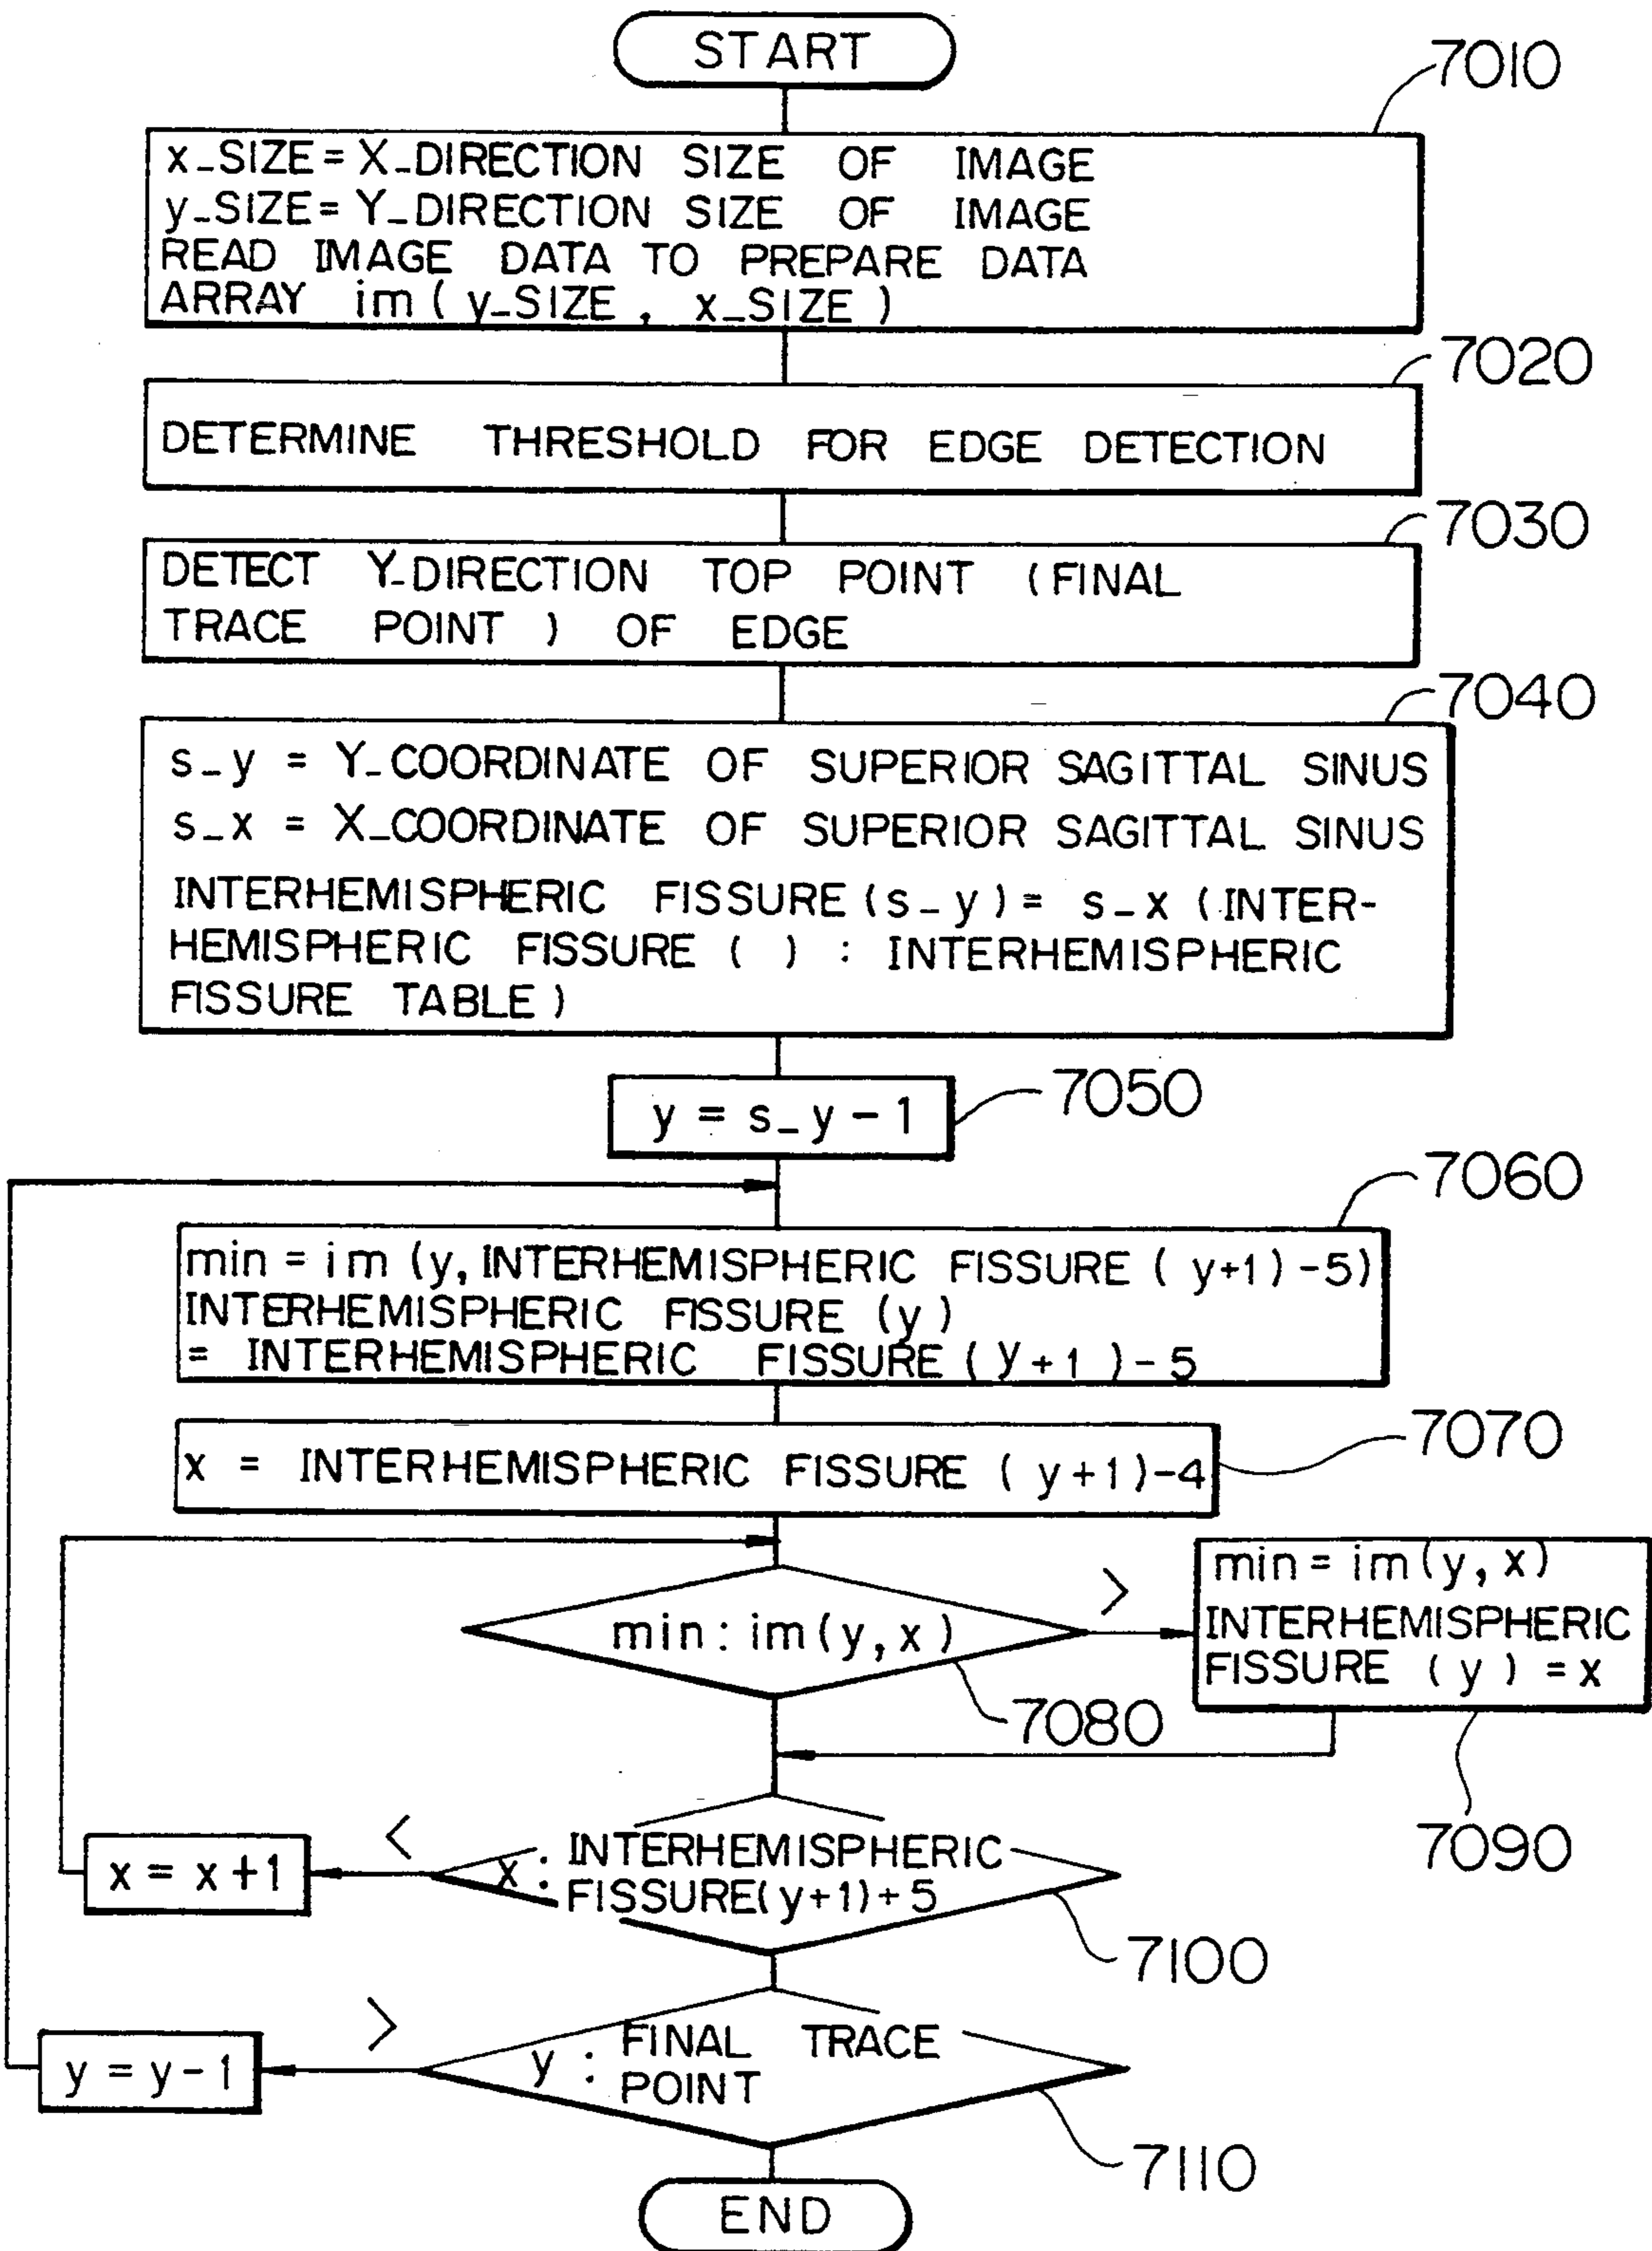 START
7010
x_SIZE = X_DIRECTION SIZE OF IMAGE
y_SIZE = Y_DIRECTION SIZE OF IMAGE
READ IMAGE DATA TO PREPARE DATA
ARRAY im ( y_SIZE , x_SIZE )
7020
DETERMINE THRESHOLD FOR EDGE DETECTION
7030
DETECT Y_DIRECTION TOP POINT (FINAL
TRACE POINT ) OF EDGE
7040
s_y = Y_COORDINATE OF SUPERIOR SAGITTAL SINUS
s_x = X_COORDINATE OF SUPERIOR SAGITTAL SINUS
INTERHEMISPHERIC FISSURE (s_y) = s_x (INTER-
HEMISPHERIC FISSURE ( ) : INTERHEMISPHERIC
FISSURE TABLE )
7050
y = s_y - 1
7060
min = im (y, INTERHEMISPHERIC FISSURE ( y+1) -5)
INTERHEMISPHERIC FISSURE (y)
= INTERHEMISPHERIC FISSURE ( y+1 ) - 5
7070
x = INTERHEMISPHERIC FISSURE ( y+1) -4
min : im (y, x)
>
7080
min = im (y, x)
INTERHEMISPHERIC
FISSURE ( y ) = x
7090
<
x = x+1
x : INTERHEMISPHERIC
FISSURE( y+1) + 5
7100
>
y = y - 1
y : FINAL TRACE
POINT
7110
END